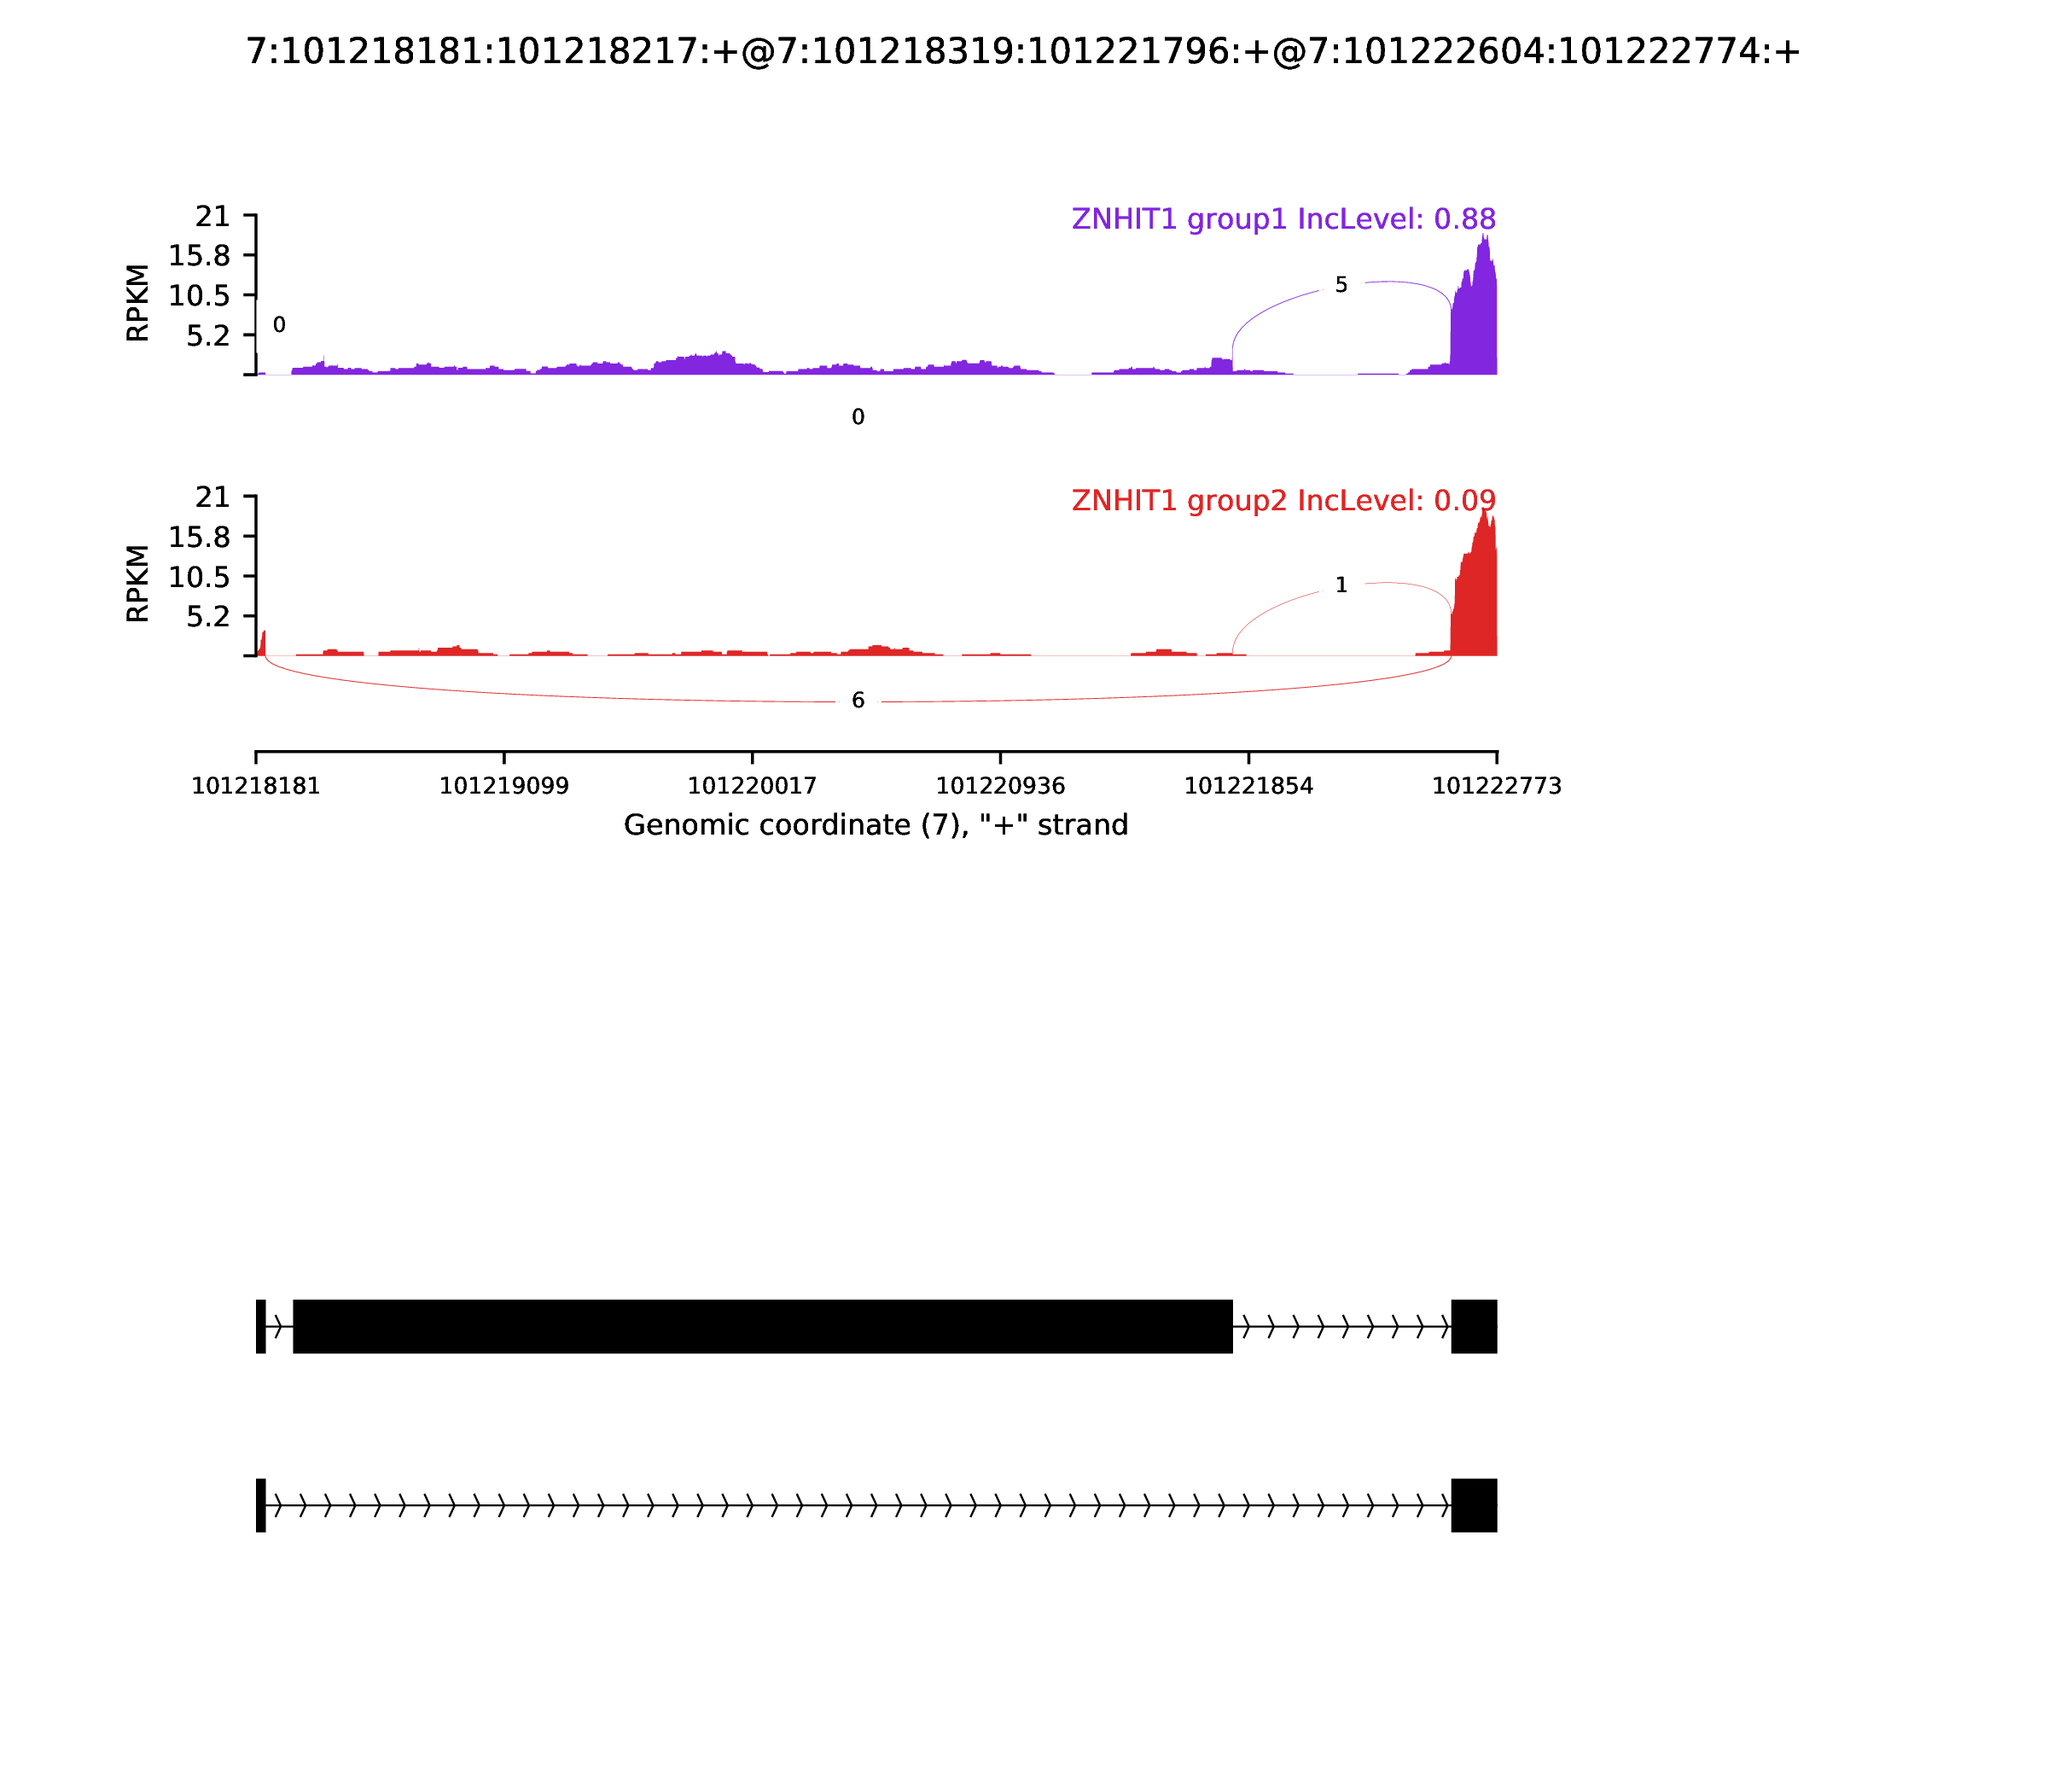 7:101218181:101218217:+@7:101218319:101221796:+@7:101222604:101222774:+
ZNHIT1 group1 IncLevel: 0.88
RPKM
21
15.8
10.5
5.2
0
5
0
ZNHIT1 group2 IncLevel: 0.09
RPKM
21
15.8
10.5
5.2
1
6
101218181 101219099 101220017 101220936 101221854 101222773
Genomic coordinate (7), "+" strand